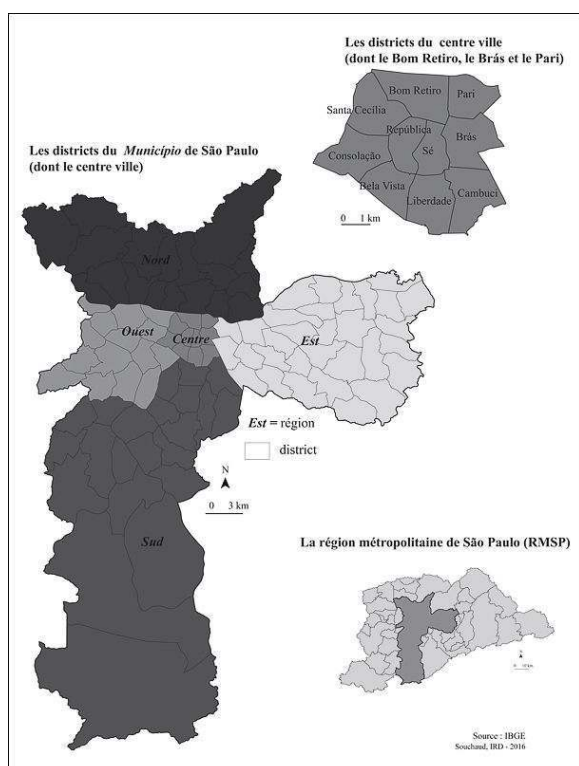 Les districts du centre ville
(dont le Bom Retiro, le Brás et le Pari)
Bom Retiro
Pari
Santa Cecília
República
Sé
Brás
Consolação
Bela Vista
Liberdade
Cambuci
0 1 km
Les districts du Município de São Paulo
(dont le centre ville)
Nord
Ouest
Centre
Est
Est = région
district
N
0 3 km
Sud
La région métropolitaine de São Paulo (RMSP)
N
Source : IBGE
Souchaud, IRD - 2016